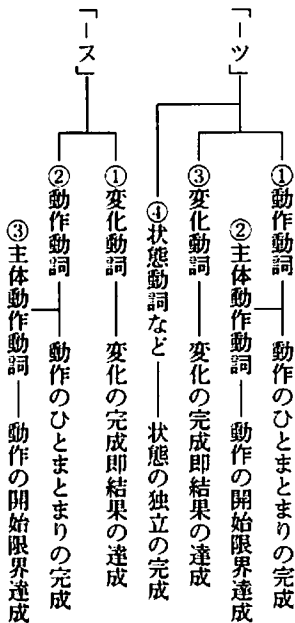 「ーツ」
①動作動詞──動作のひとまとまりの完成
②主体動作動詞──動作の開始限界達成
③変化動詞──変化の完成即結果の達成
④状態動詞など──状態の独立の完成
「ース」
①変化動詞──変化の完成即結果の達成
②動作動詞──動作のひとまとまりの完成
③主体動作動詞──動作の開始限界達成